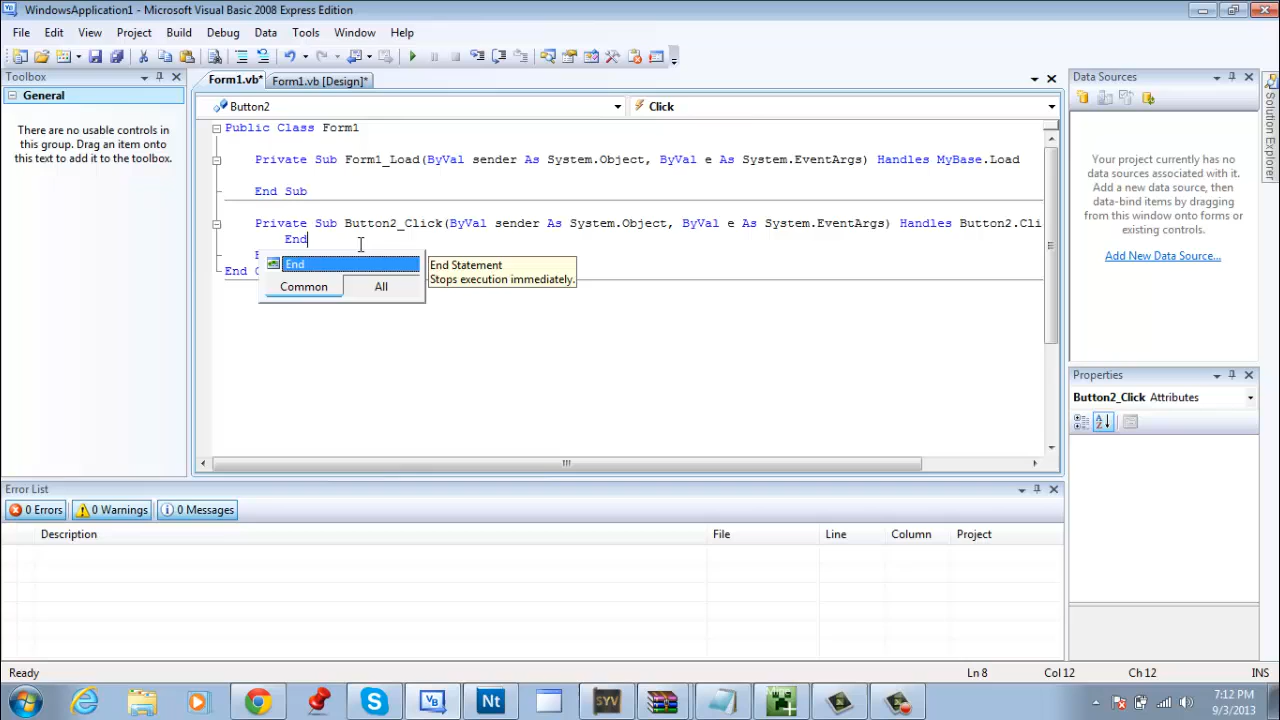 WindowsApplication1 - Microsoft Visual Basic 2008 Express Edition
File Edit View Project Build Debug Data Tools Window Help
Toolbox
General
There are no usable controls in
this group. Drag an item onto
this text to add it to the toolbox.
Form1.vb* Form1.vb [Design]*
Button2 Click
Public Class Form1
Private Sub Form1_Load(ByVal sender As System.Object, ByVal e As System.EventArgs) Handles MyBase.Load
End Sub
Private Sub Button2_Click(ByVal sender As System.Object, ByVal e As System.EventArgs) Handles Button2.Cli
End
End
End
Common All
End Statement
Stops execution immediately.
Data Sources
Your project currently has no
data sources associated with it.
Add a new data source, then
data-bind items by dragging
from this window onto forms or
existing controls.
Add New Data Source...
Solution Explorer
Properties
Button2_Click Attributes
Error List
0 Errors 0 Warnings 0 Messages
Description File Line Column Project
Ready Ln 8 Col 12 Ch 12 INS
VB Nt SYV
7:12 PM
9/3/2013